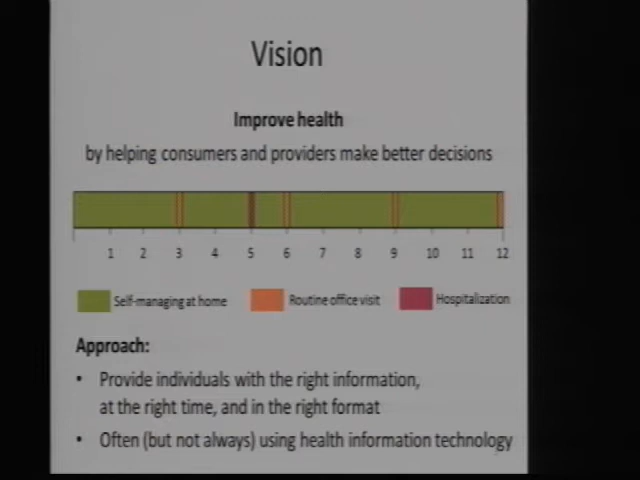 Vision
Improve health
by helping consumers and providers make better decisions
1 2 3 4 5 6 7 8 9 10 11 12
Self-managing at home Routine office visit Hospitalization
Approach:
• Provide individuals with the right information,
at the right time, and in the right format
• Often (but not always) using health information technology